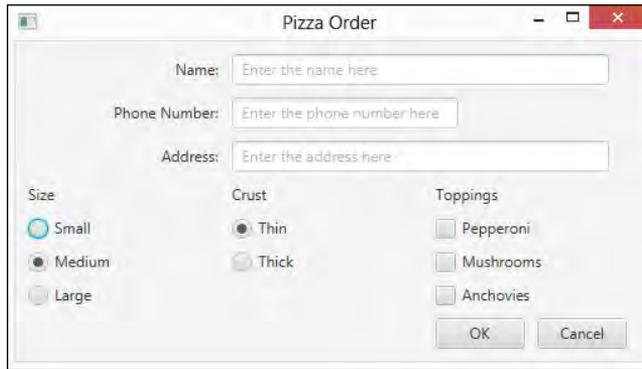 Pizza Order
Name: Enter the name here
Phone Number: Enter the phone number here
Address: Enter the address here
Size Crust Toppings
Small Thin Pepperoni
Medium Thick Mushrooms
Large Anchovies
OK Cancel